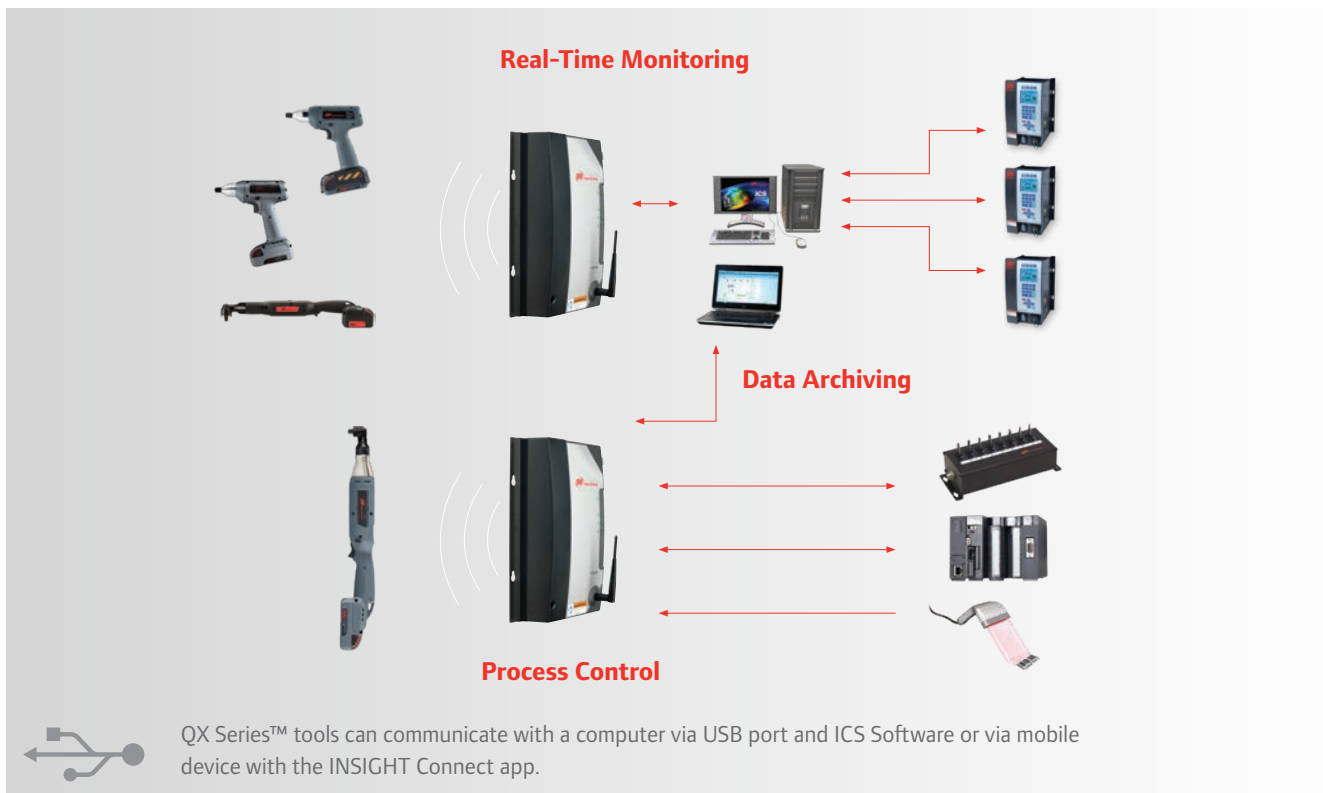 Real-Time Monitoring
ICS
Data Archiving
Process Control
QX Series™ tools can communicate with a computer via USB port and ICS Software or via mobile
device with the INSIGHT Connect app.